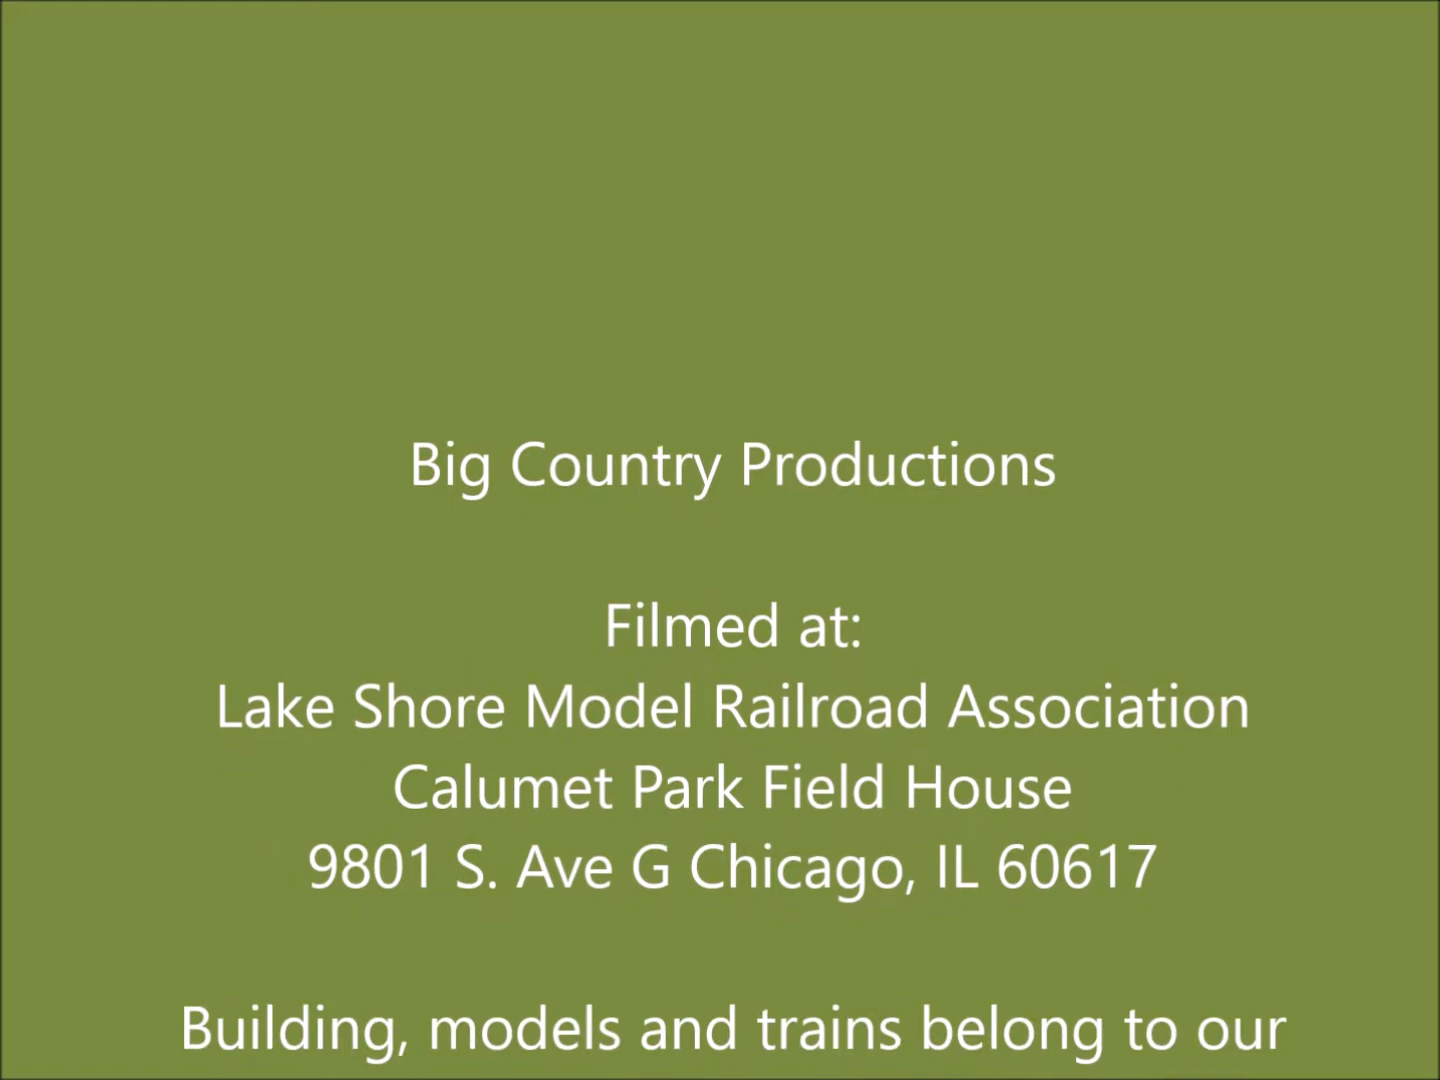 Big Country Productions
Filmed at:
Lake Shore Model Railroad Association
Calumet Park Field House
9801 S. Ave G Chicago, IL 60617
Building, models and trains belong to our